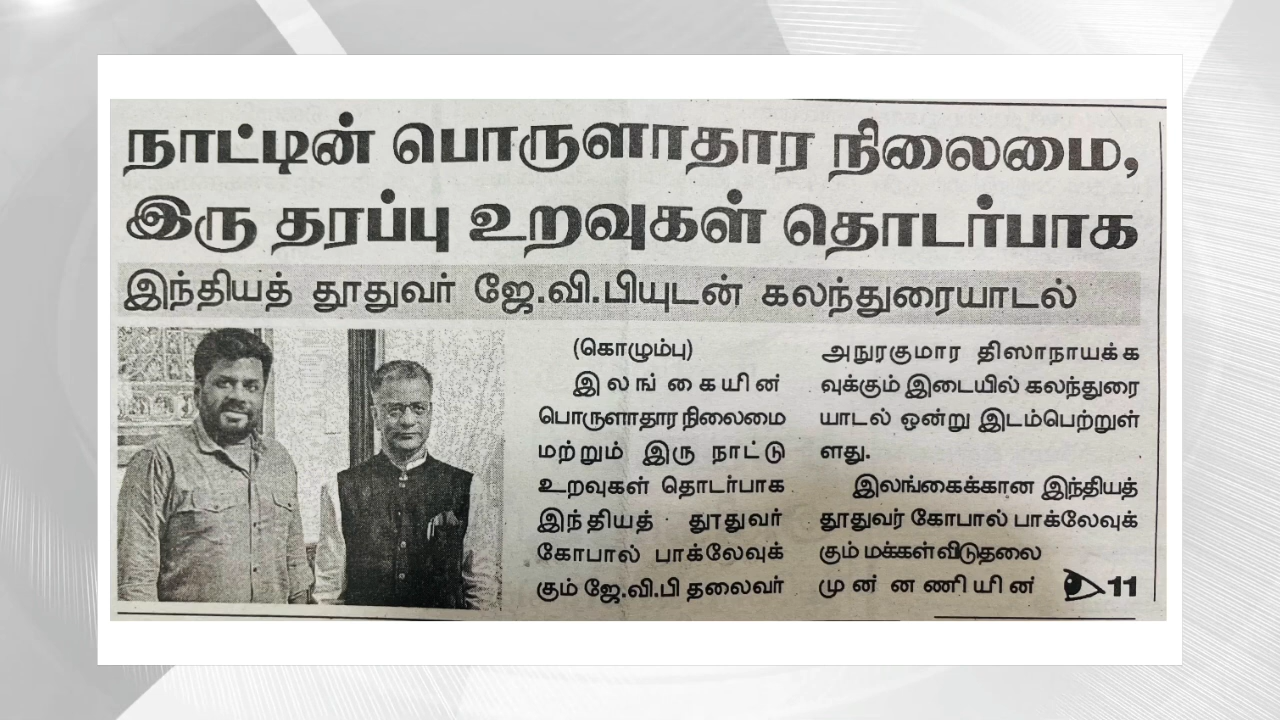 நாட்டின் பொருளாதார நிலைமை,
இரு தரப்பு உறவுகள் தொடர்பாக
இந்தியத் தூதுவர் ஜே.வி.பியுடன் கலந்துரையாடல்
(கொழும்பு)
இலங்கையின்
பொருளாதார நிலைமை
மற்றும் இரு நாட்டு
உறவுகள் தொடர்பாக
இந்தியத் தூதுவர்
கோபால் பாக்லேவுக்
கும் ஜே.வி.பி தலைவர்
அநுரகுமார திஸாநாயக்க
வுக்கும் இடையில் கலந்துரை
யாடல் ஒன்று இடம்பெற்றுள்
ளது.
இலங்கைக்கான இந்தியத்
தூதுவர் கோபால் பாக்லேவுக்
கும் மக்கள் விடுதலை
முன்னணியின் 11